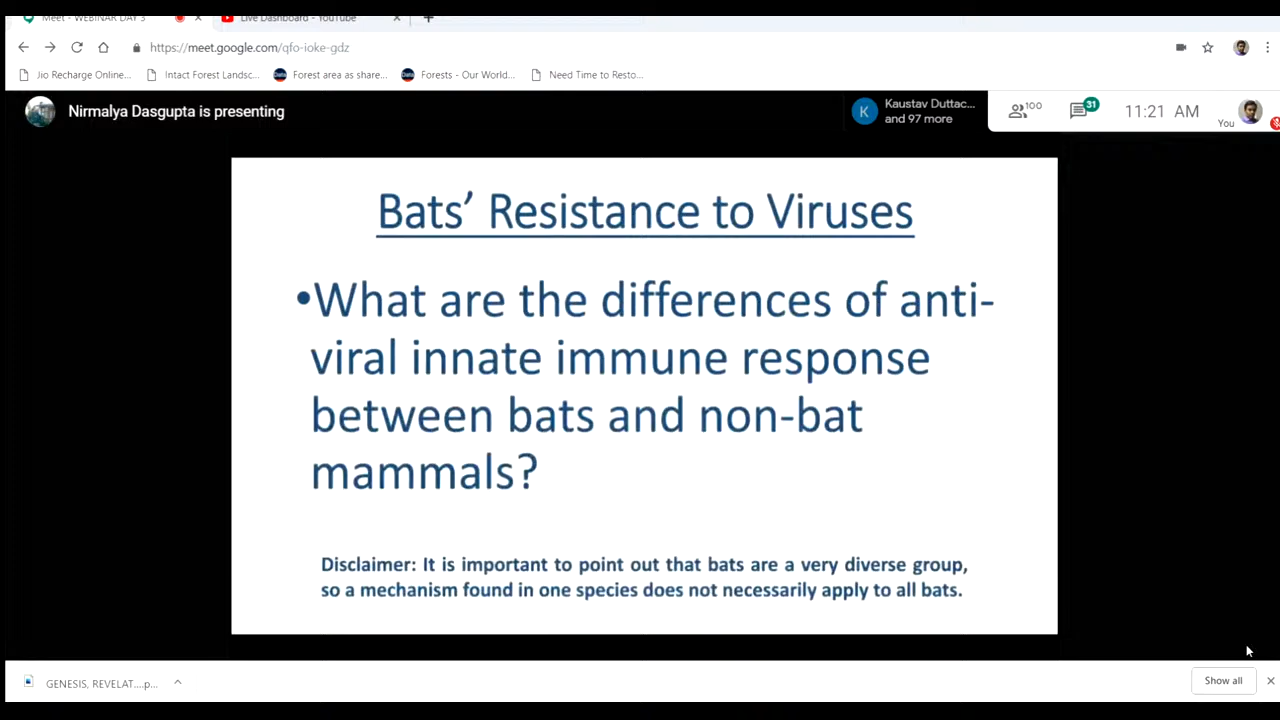 Meet - WEBINAR DAY 3
Live Dashboard - YouTube
https://meet.google.com/qfo-ioke-gdz
Jio Recharge Online...
Intact Forest Landsc...
Forest area as share...
Forests - Our World...
Need Time to Resto...
Nirmalya Dasgupta is presenting
K
Kaustav Duttac...
and 97 more
100
31
11:21 AM
You
Bats’ Resistance to Viruses
•What are the differences of anti-
viral innate immune response
between bats and non-bat
mammals?
Disclaimer: It is important to point out that bats are a very diverse group,
so a mechanism found in one species does not necessarily apply to all bats.
GENESIS, REVELAT....p...
Show all